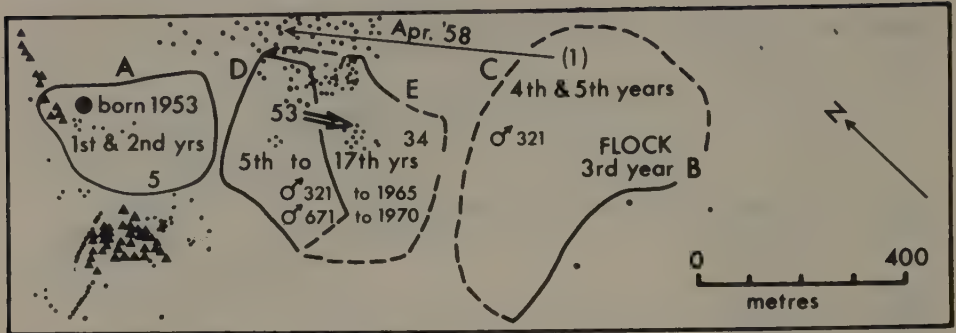 Apr. '58
A
D
E
C
(1)
born 1953
1st & 2nd yrs
5
53
34
5th to 17th yrs
♂ 321 to 1965
♂ 671 to 1970
4th & 5th years
♂ 321
FLOCK
3rd year B
N
0 400
metres